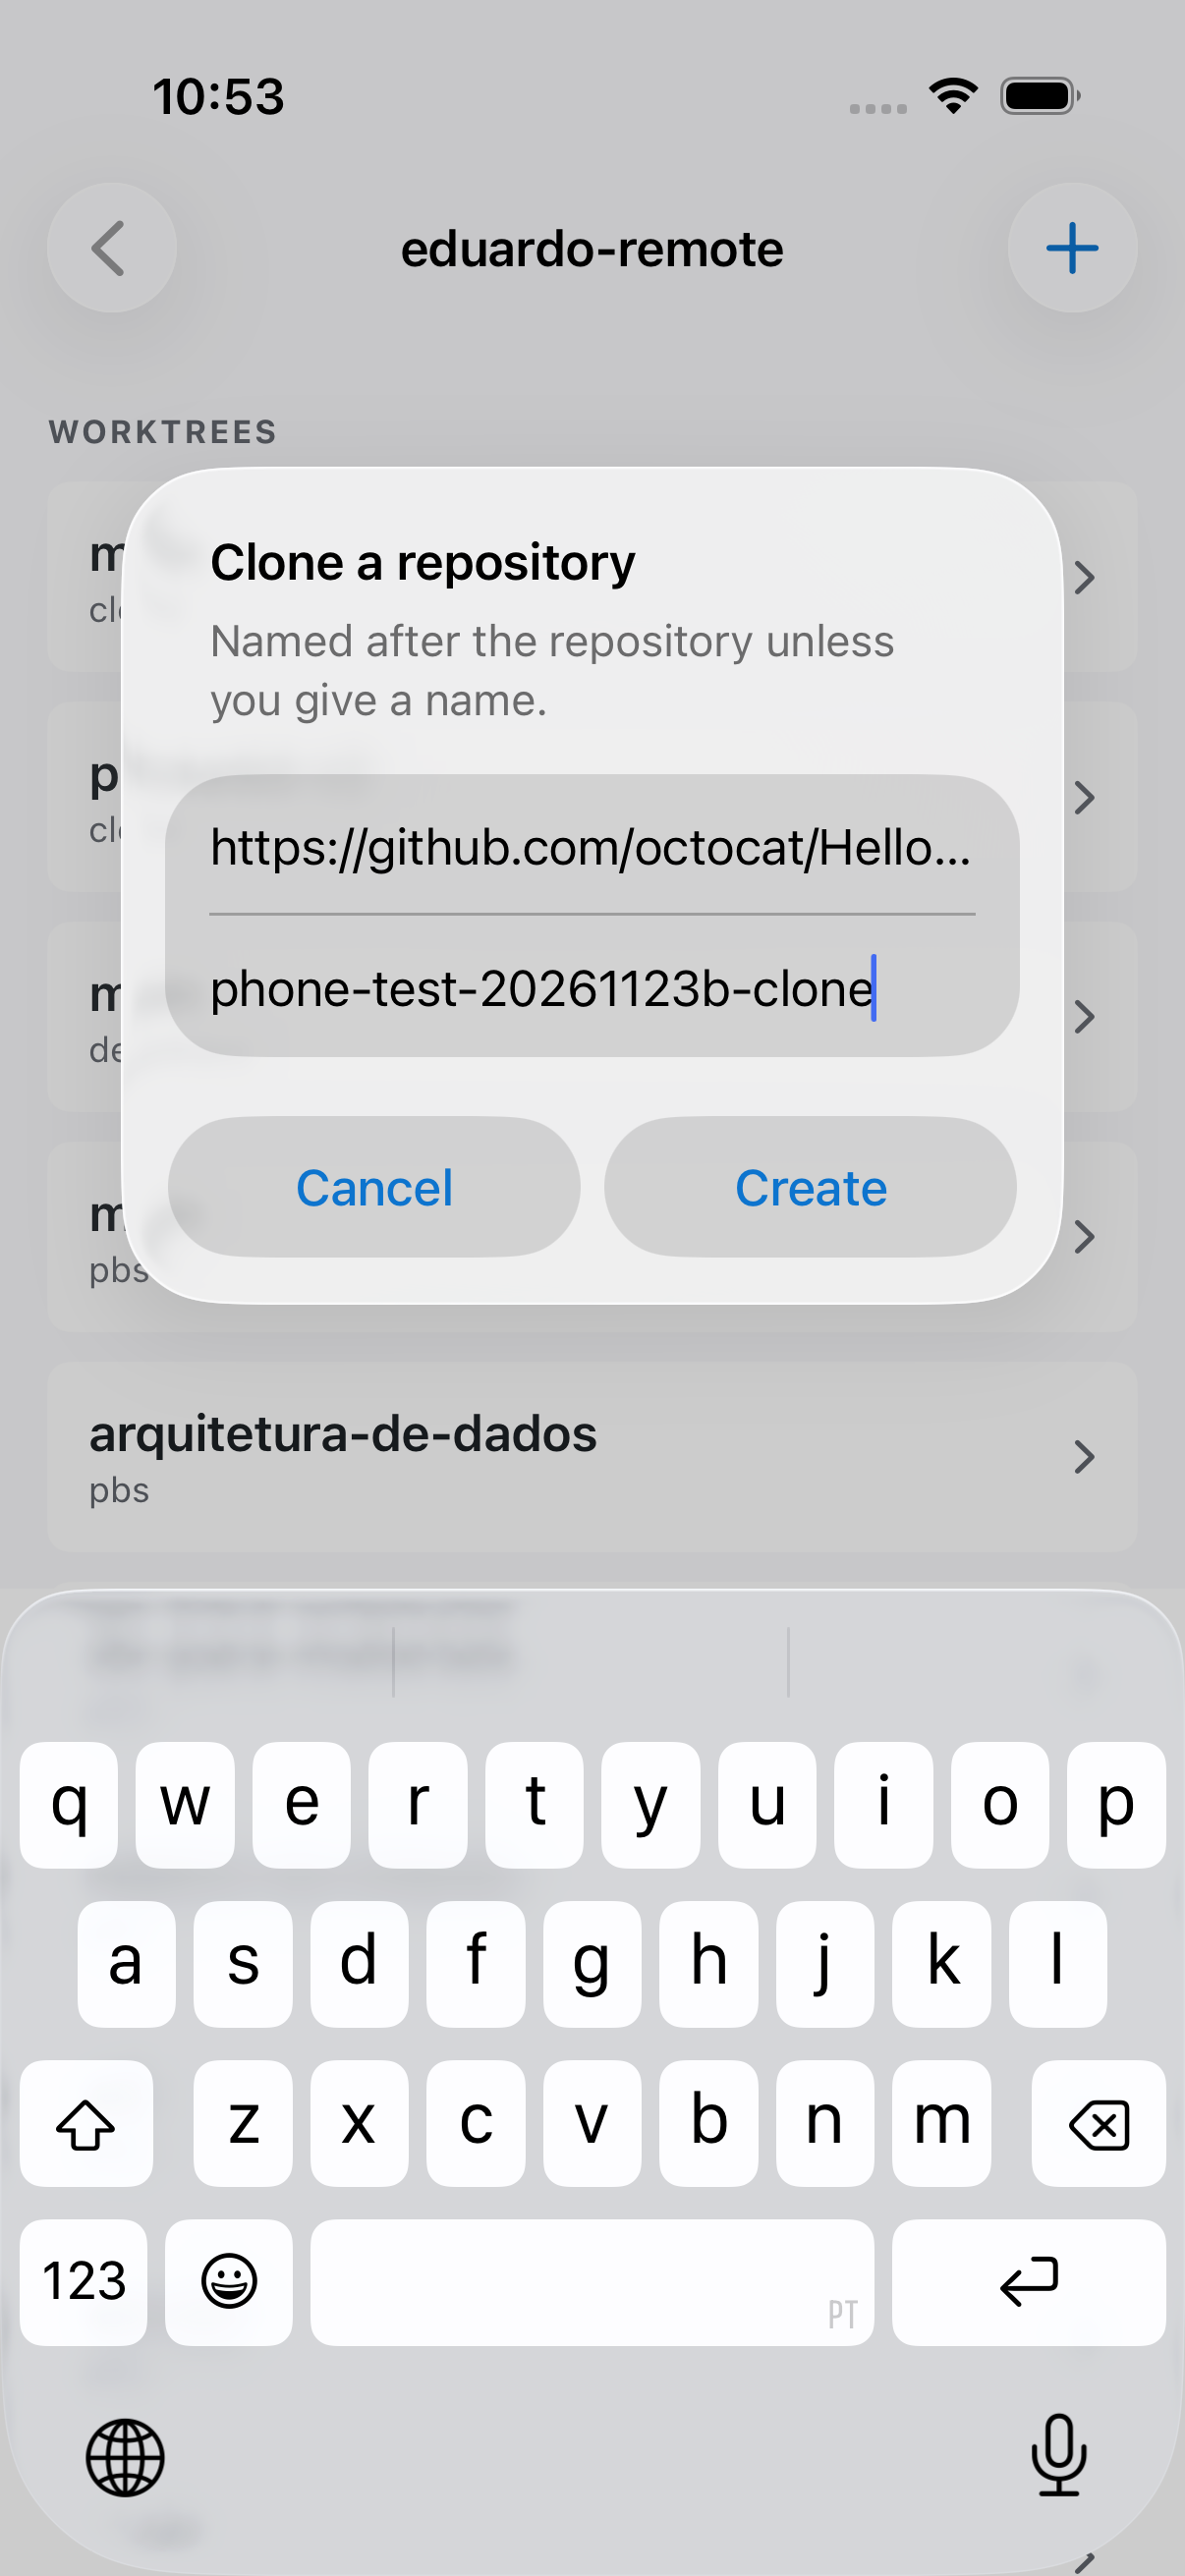 10:53
eduardo-remote
WORKTREES
Clone a repository
Named after the repository unless
you give a name.
https://github.com/octocat/Hello...
phone-test-20261123b-clone
Cancel
Create
pbs
arquitetura-de-dados
pbs
q w e r t y u i o p
a s d f g h j k l
z x c v b n m
123
PT